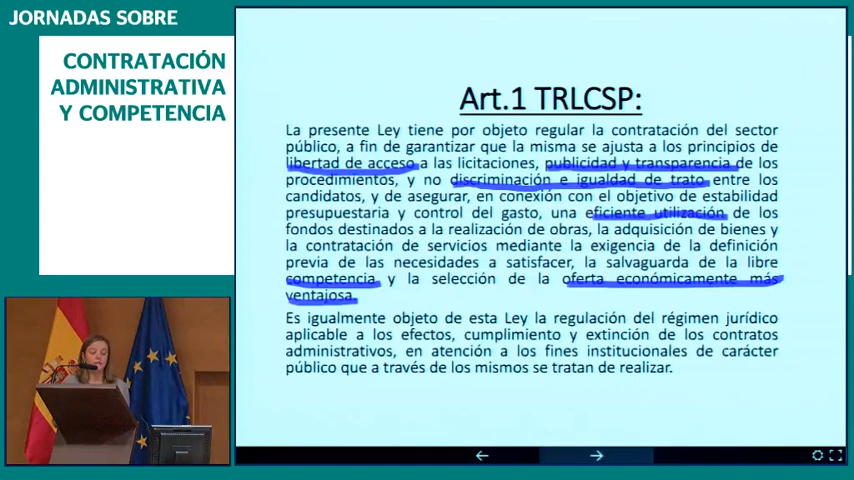 JORNADAS SOBRE
CONTRATACIÓN
ADMINISTRATIVA
Y COMPETENCIA
Art.1 TRLCSP:
La presente Ley tiene por objeto regular la contratación del sector
público, a fin de garantizar que la misma se ajusta a los principios de
libertad de acceso a las licitaciones, publicidad y transparencia de los
procedimientos, y no discriminación e igualdad de trato entre los
candidatos, y de asegurar, en conexión con el objetivo de estabilidad
presupuestaria y control del gasto, una eficiente utilización de los
fondos destinados a la realización de obras, la adquisición de bienes y
la contratación de servicios mediante la exigencia de la definición
previa de las necesidades a satisfacer, la salvaguarda de la libre
competencia y la selección de la oferta económicamente más
ventajosa.
Es igualmente objeto de esta Ley la regulación del régimen jurídico
aplicable a los efectos, cumplimiento y extinción de los contratos
administrativos, en atención a los fines institucionales de carácter
público que a través de los mismos se tratan de realizar.